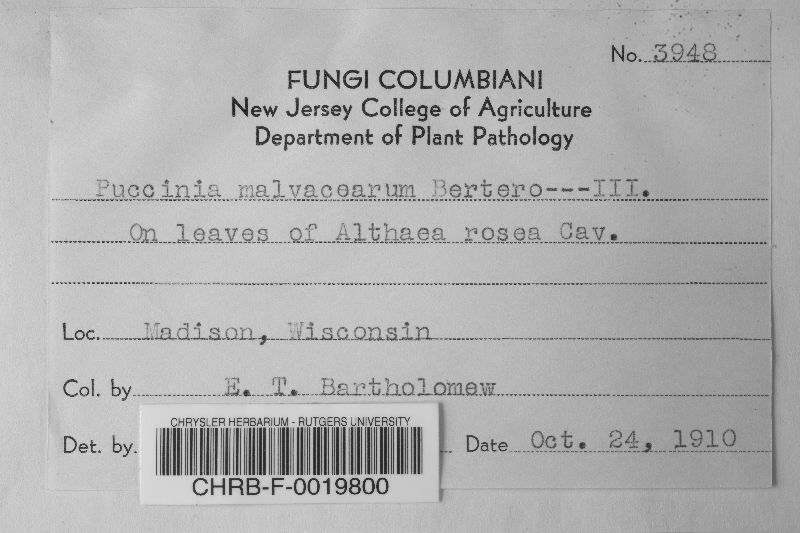 No. 3948
FUNGI COLUMBIANI
New Jersey College of Agriculture
Department of Plant Pathology
Puccinia malvacearum Bertero---III.
On leaves of Althaea rosea Cav.
Loc. Madison, Wisconsin
Col. by E. T. Bartholomew
Det. by. Date Oct. 24, 1910
CHRYSLER HERBARIUM - RUTGERS UNIVERSITY
CHRB-F-0019800